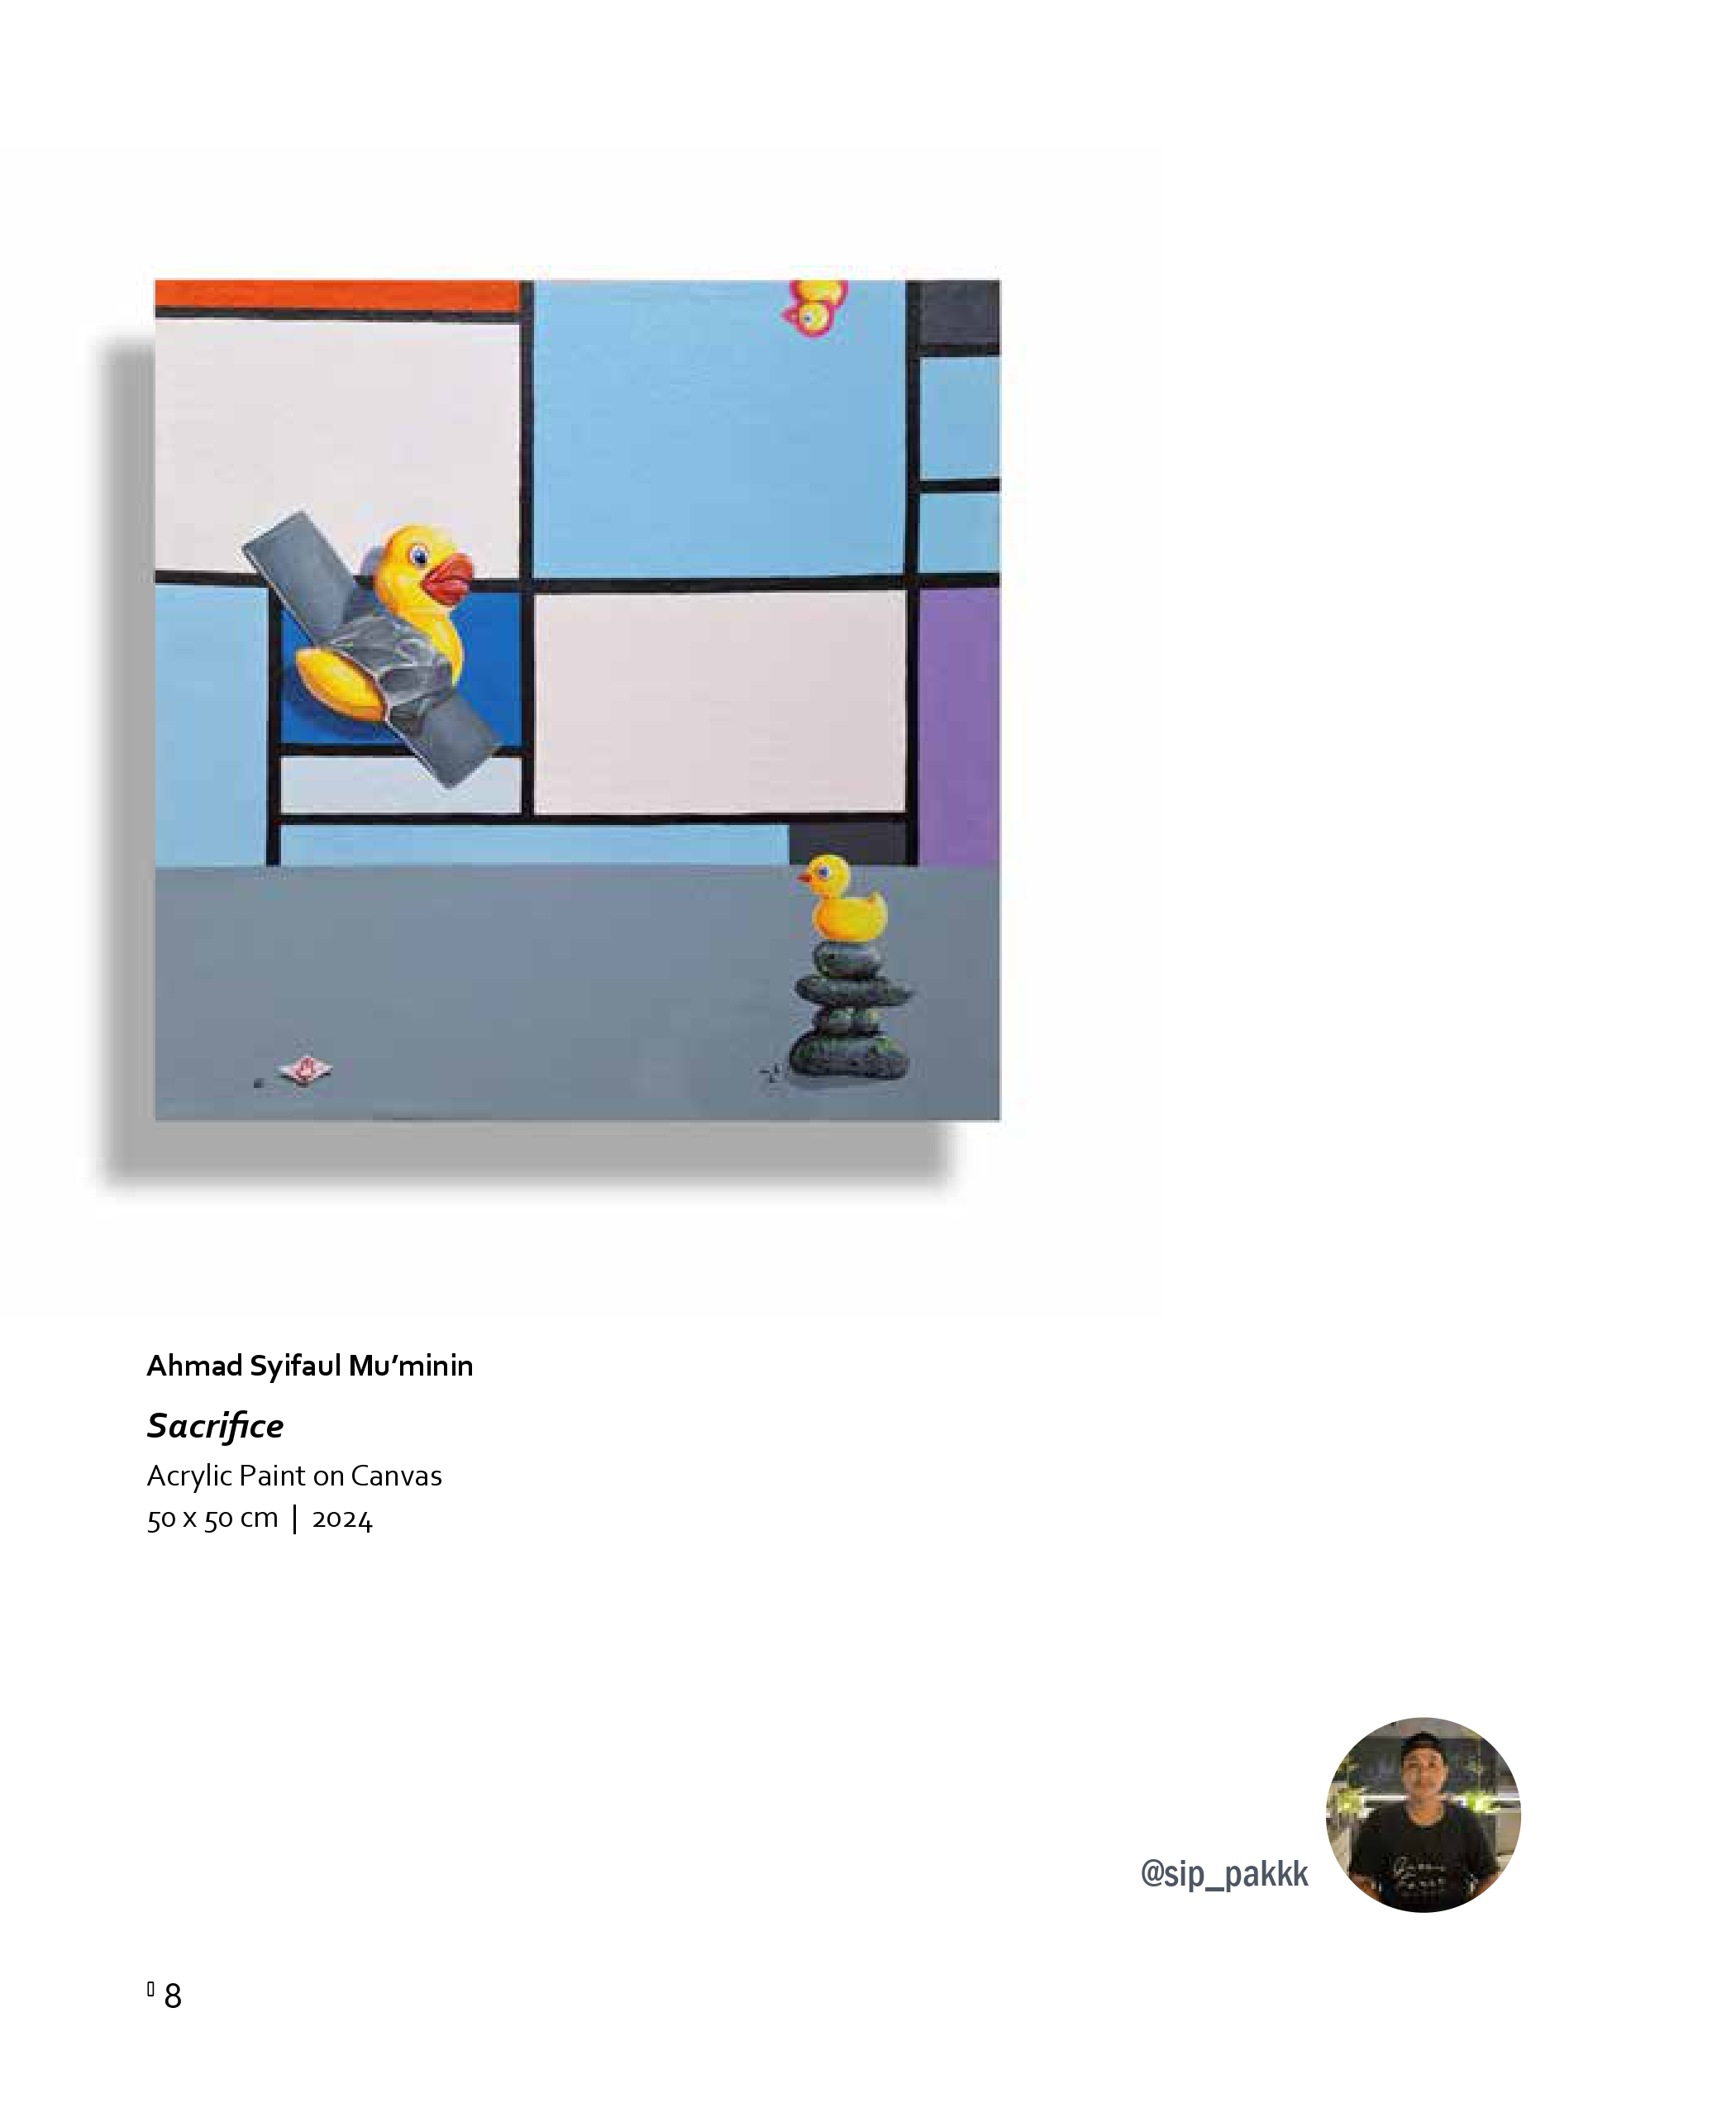 Ahmad Syifaul Mu’minin
Sacrifice
Acrylic Paint on Canvas
50 x 50 cm | 2024
@sip_pakkk
8